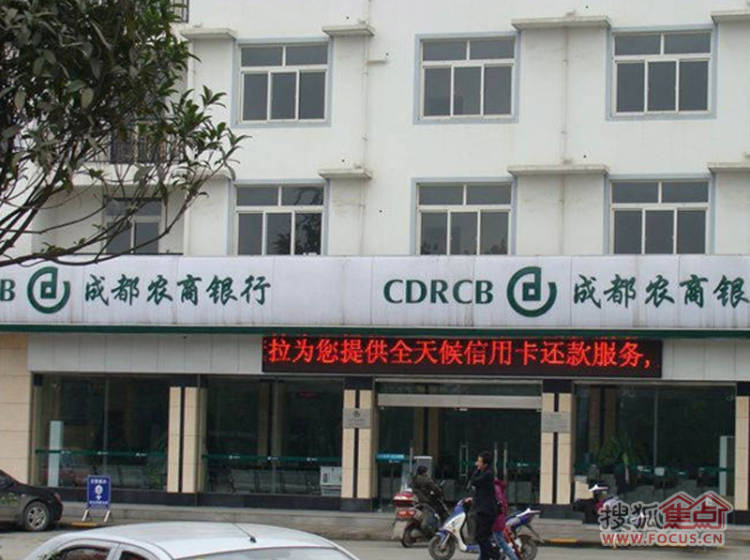 B 成都农商银行 CDRCB 成都农商银
拉为您提供全天候信用卡还款服务,
搜狐焦点
WWW.FOCUS.CN